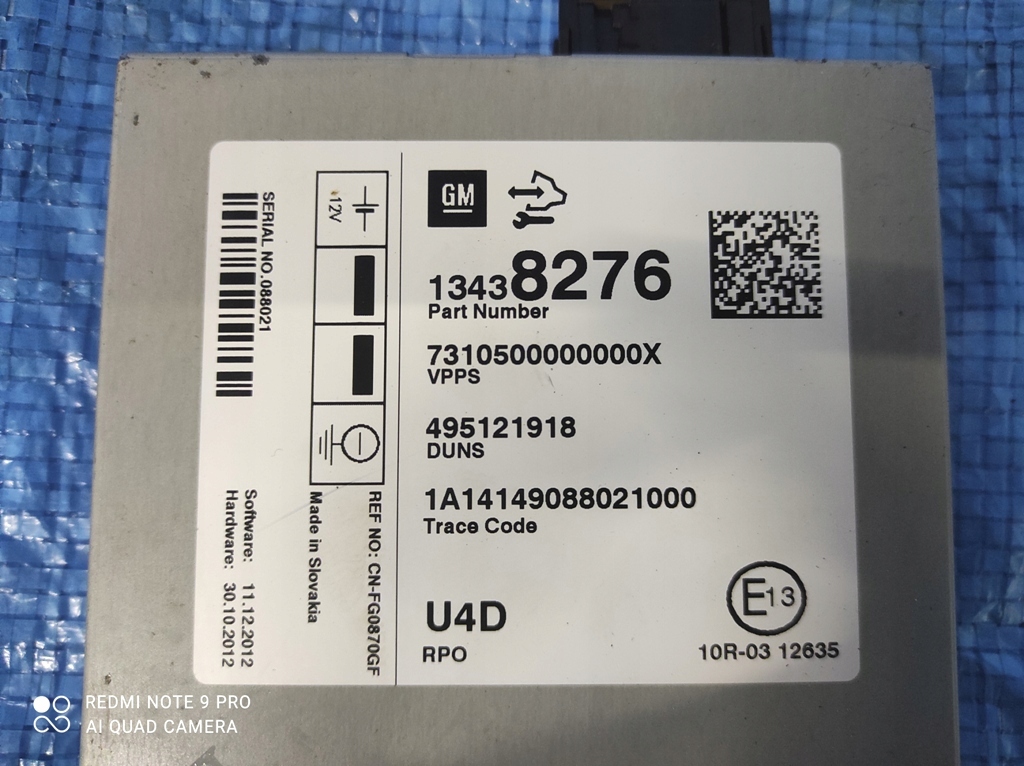 GM
13438276
Part Number
7310500000000X
VPPS
495121918
DUNS
1A14149088021000
Trace Code
U4D
RPO
E13
10R-03 12635
12V
SERIAL NO.088021
REF NO: CN-FG0870GF
Made in Slovakia
Software: 11.12.2012
Hardware: 30.10.2012
REDMI NOTE 9 PRO
AI QUAD CAMERA